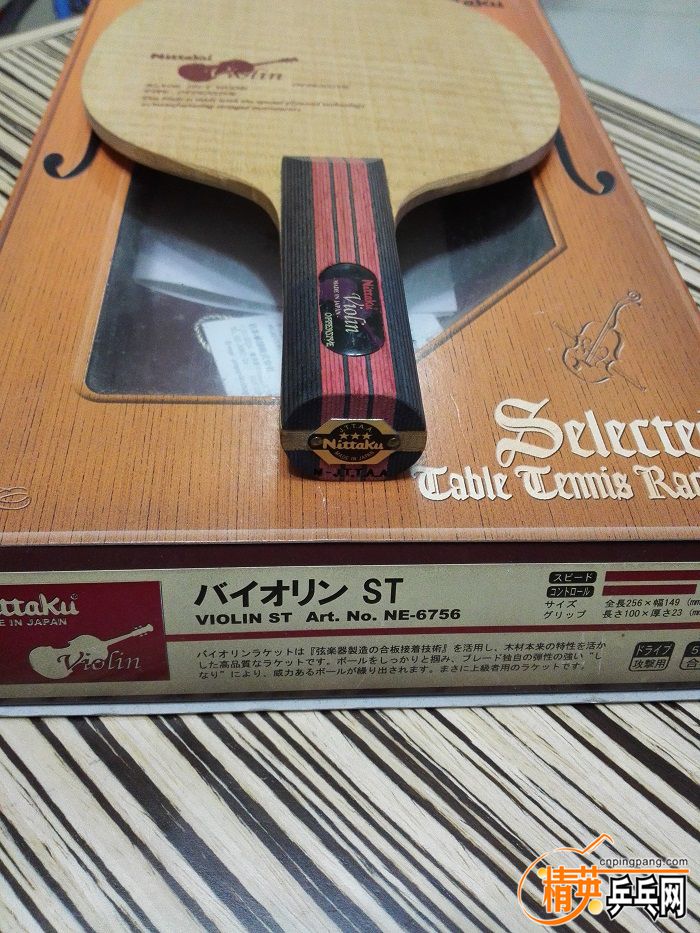 Nittaku
Violin
Nittaku
Violin
MADE IN JAPAN
OFFENSIVE
J.T.T.A.A
★★★
Nittaku
MADE IN JAPAN
J.T.T.A.A
Selecte
Table Tennis Rac
ittaku
E IN JAPAN
Violin
バイオリン ST
VIOLIN ST Art. No. NE-6756
バイオリンラケットは『弦楽器製造の合板接着技術』を活用し、木材本来の特性を活か
した高品質なラケットです。ボールをしっかりと掴み、ブレード独自の弾性の強い“し
なり”により、威力あるボールが繰り出されます。まさに上級者用のラケットです。
スピード
コントロール
サイズ 全長256×幅149 (mm
グリップ 長さ100×厚さ23 (mm
ドライブ
攻撃用
5
合
cnpingpang.com
精英乒乓网